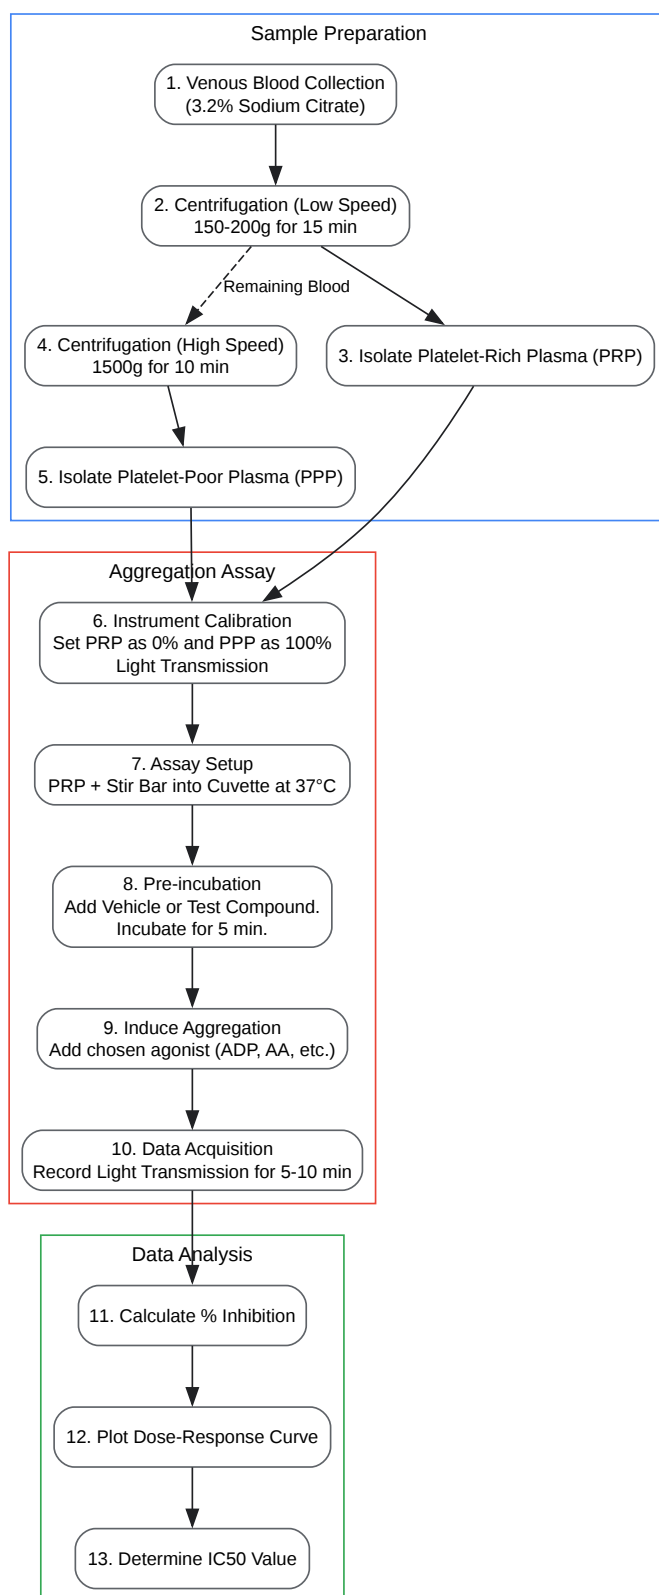 Sample Preparation
1. Venous Blood Collection
(3.2% Sodium Citrate)
2. Centrifugation (Low Speed)
150-200g for 15 min
Remaining Blood
4. Centrifugation (High Speed)
1500g for 10 min
3. Isolate Platelet-Rich Plasma (PRP)
5. Isolate Platelet-Poor Plasma (PPP)
Aggregation Assay
6. Instrument Calibration
Set PRP as 0% and PPP as 100%
Light Transmission
7. Assay Setup
PRP + Stir Bar into Cuvette at 37°C
8. Pre-incubation
Add Vehicle or Test Compound.
Incubate for 5 min.
9. Induce Aggregation
Add chosen agonist (ADP, AA, etc.)
10. Data Acquisition
Record Light Transmission for 5-10 min
Data Analysis
11. Calculate % Inhibition
12. Plot Dose-Response Curve
13. Determine IC50 Value